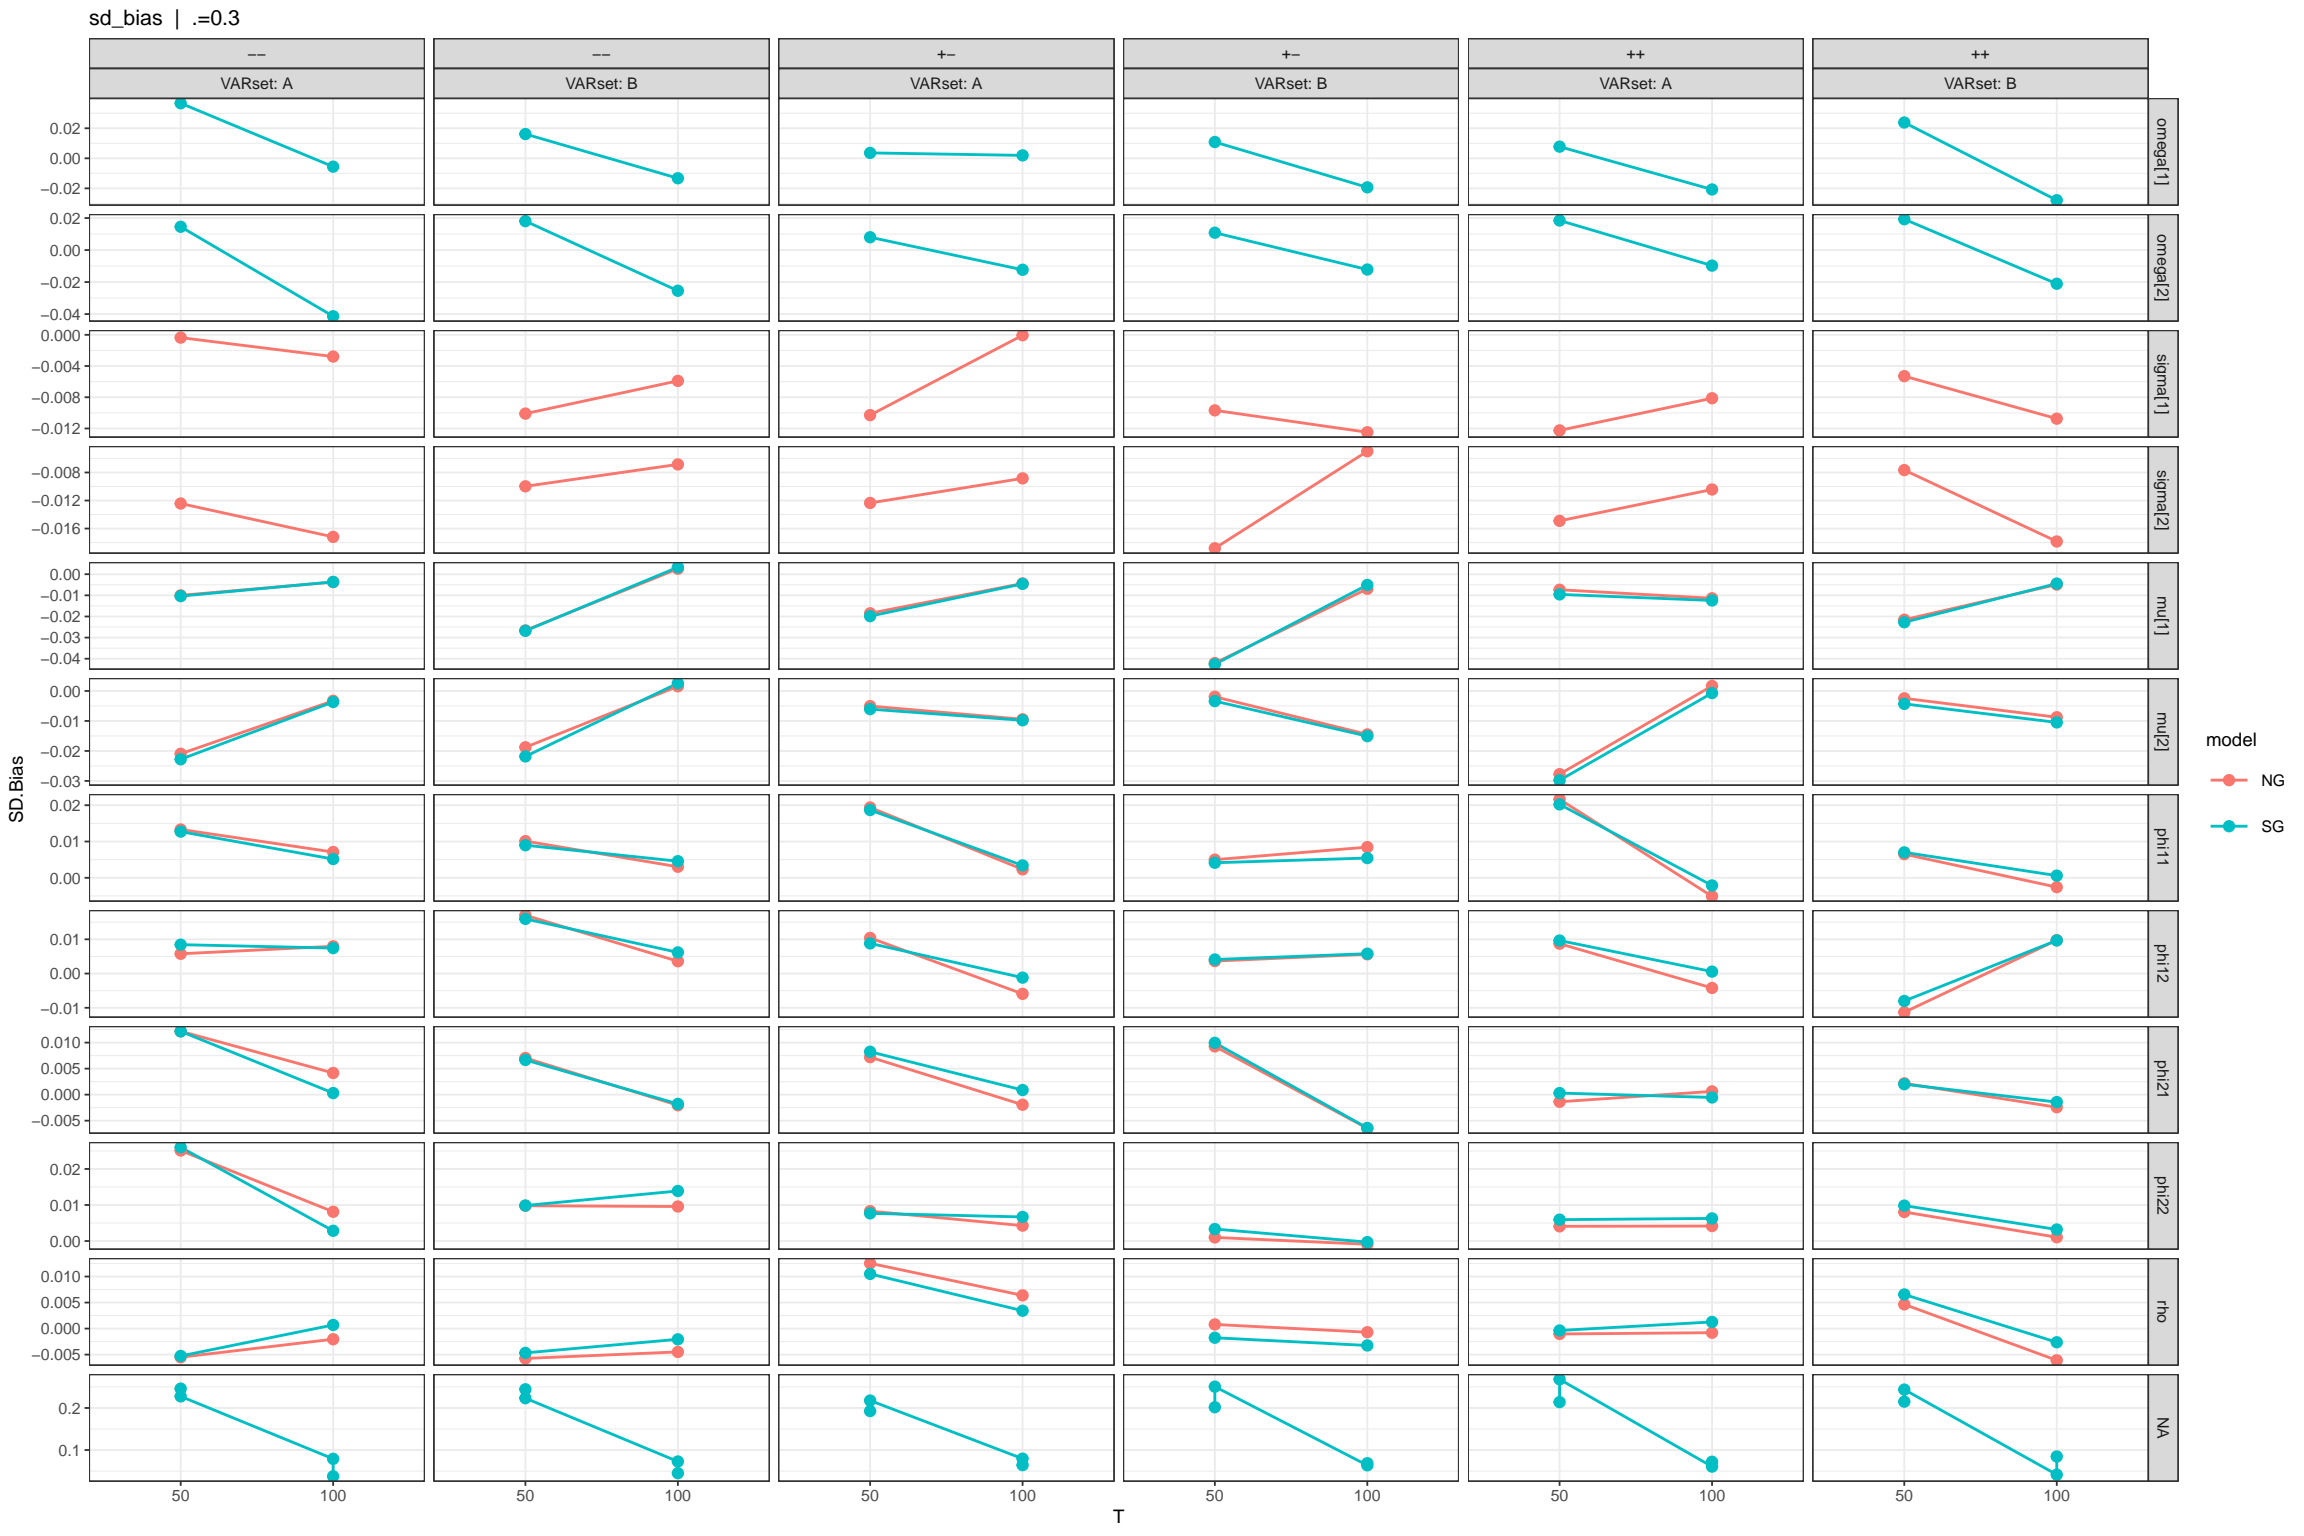 sd_bias | .=0.3
−− −− +− +− ++ ++
VARset: A VARset: B VARset: A VARset: B VARset: A VARset: B
0.02
0.00
−0.02
omega[1]
0.02
0.00
−0.02
−0.04
omega[2]
0.000
−0.004
−0.008
−0.012
sigma[1]
−0.008
−0.012
−0.016
sigma[2]
0.00
−0.01
−0.02
−0.03
−0.04
mu[1]
0.00
−0.01
−0.02
−0.03
mu[2]
0.02
0.01
0.00
phi11
0.01
0.00
−0.01
phi12
0.010
0.005
0.000
−0.005
phi21
0.02
0.01
0.00
phi22
0.010
0.005
0.000
−0.005
rho
0.2
0.1
NA
50 100 50 100 50 100 50 100 50 100 50 100
T
SD.Bias
model
NG
SG